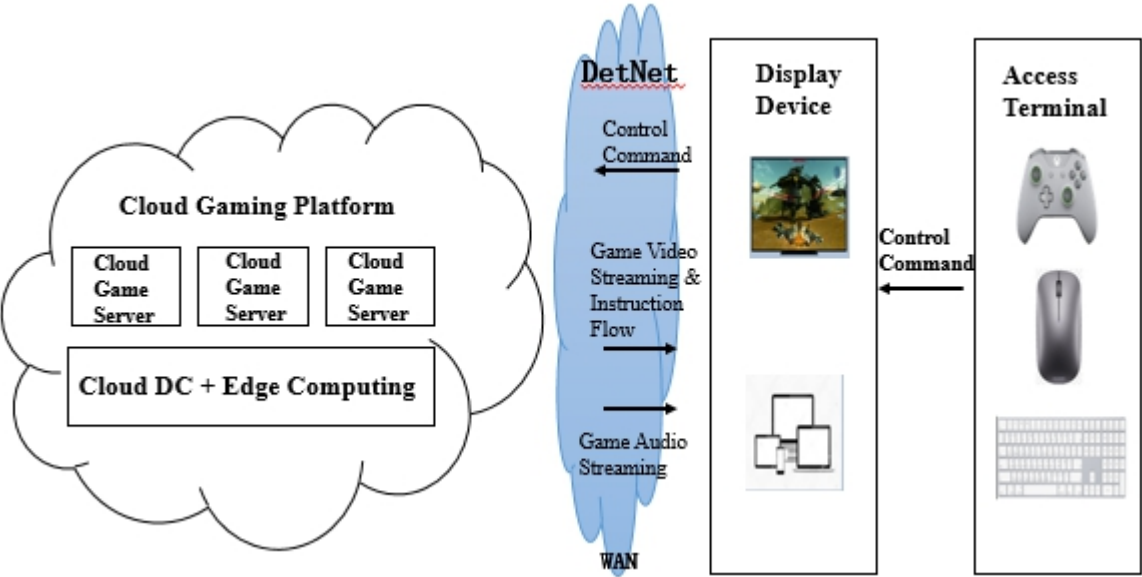 Cloud Gaming Platform
Cloud
Game
Server
Cloud
Game
Server
Cloud
Game
Server
Cloud DC + Edge Computing
DetNet
Control
Command
Game Video
Streaming &
Instruction
Flow
Game Audio
Streaming
WAN
Display
Device
Control
Command
Access
Terminal